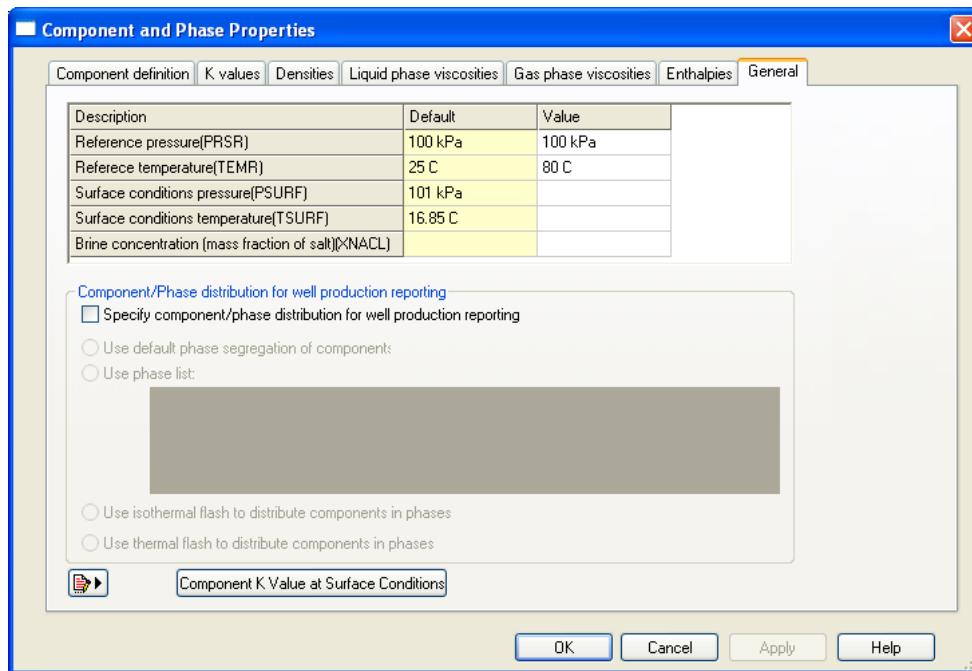 Component and Phase Properties
Component definition K values Densities Liquid phase viscosities Gas phase viscosities Enthalpies General
Description Default Value
Reference pressure(PRSR) 100 kPa 100 kPa
Referece temperature(TEMR) 25 C 80 C
Surface conditions pressure(PSURF) 101 kPa
Surface conditions temperature(TSURF) 16.85 C
Brine concentration (mass fraction of salt)(XNACL)
Component/Phase distribution for well production reporting
Specify component/phase distribution for well production reporting
Use default phase segregation of components
Use phase list:
Use isothermal flash to distribute components in phases
Use thermal flash to distribute components in phases
Component K Value at Surface Conditions
OK Cancel Apply Help